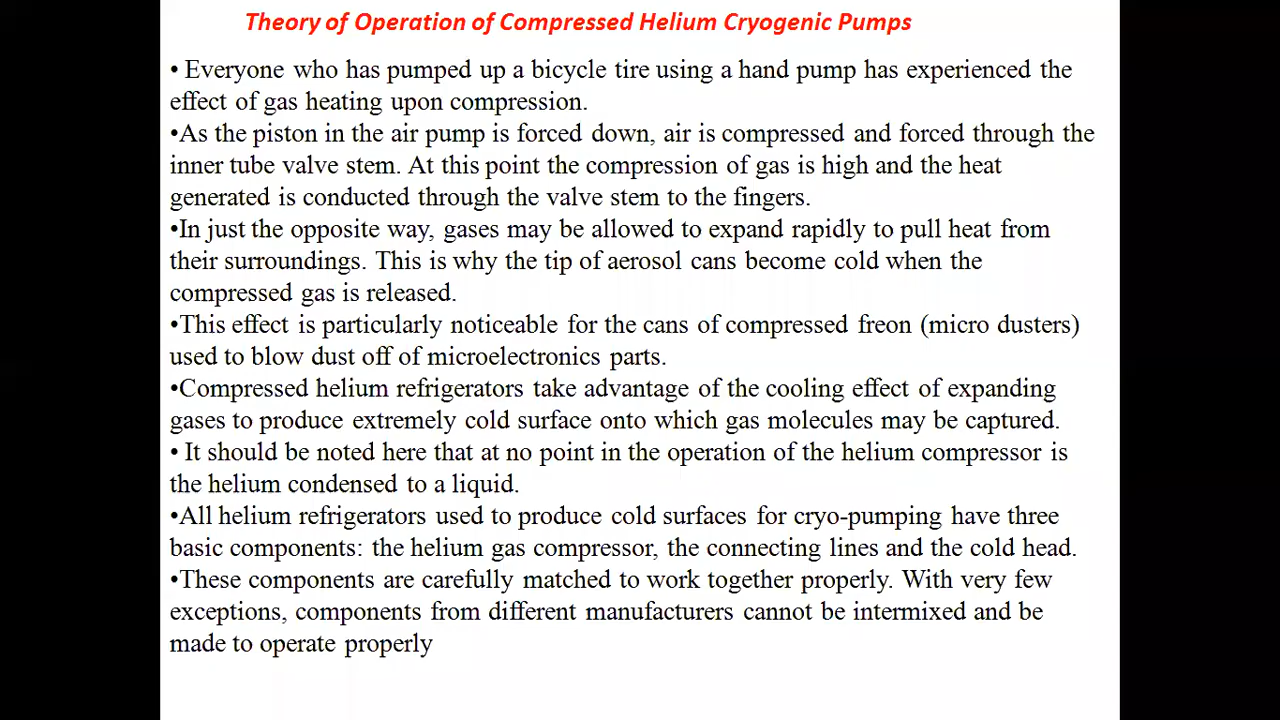 Theory of Operation of Compressed Helium Cryogenic Pumps
• Everyone who has pumped up a bicycle tire using a hand pump has experienced the
effect of gas heating upon compression.
•As the piston in the air pump is forced down, air is compressed and forced through the
inner tube valve stem. At this point the compression of gas is high and the heat
generated is conducted through the valve stem to the fingers.
•In just the opposite way, gases may be allowed to expand rapidly to pull heat from
their surroundings. This is why the tip of aerosol cans become cold when the
compressed gas is released.
•This effect is particularly noticeable for the cans of compressed freon (micro dusters)
used to blow dust off of microelectronics parts.
•Compressed helium refrigerators take advantage of the cooling effect of expanding
gases to produce extremely cold surface onto which gas molecules may be captured.
• It should be noted here that at no point in the operation of the helium compressor is
the helium condensed to a liquid.
•All helium refrigerators used to produce cold surfaces for cryo-pumping have three
basic components: the helium gas compressor, the connecting lines and the cold head.
•These components are carefully matched to work together properly. With very few
exceptions, components from different manufacturers cannot be intermixed and be
made to operate properly